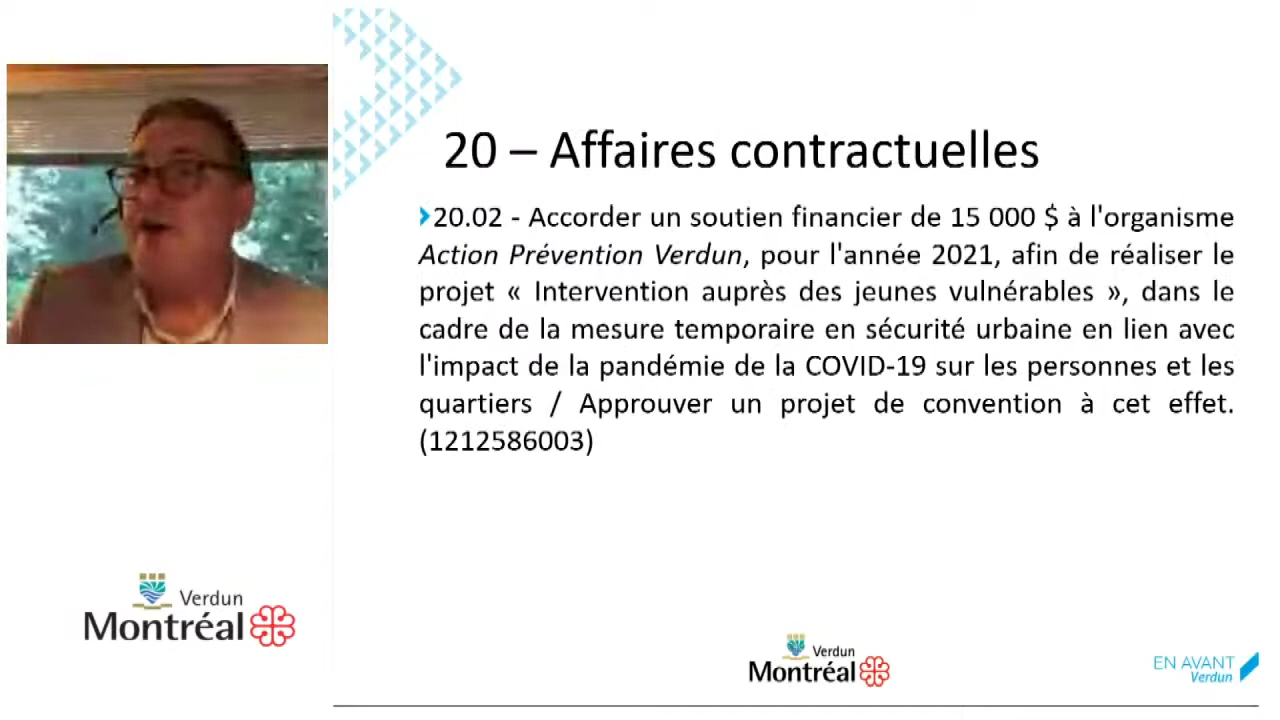 20 – Affaires contractuelles
20.02 - Accorder un soutien financier de 15 000 $ à l'organisme
Action Prévention Verdun, pour l'année 2021, afin de réaliser le
projet « Intervention auprès des jeunes vulnérables », dans le
cadre de la mesure temporaire en sécurité urbaine en lien avec
l'impact de la pandémie de la COVID-19 sur les personnes et les
quartiers / Approuver un projet de convention à cet effet.
(1212586003)
Verdun
Montréal
Verdun
Montréal
EN AVANT
Verdun